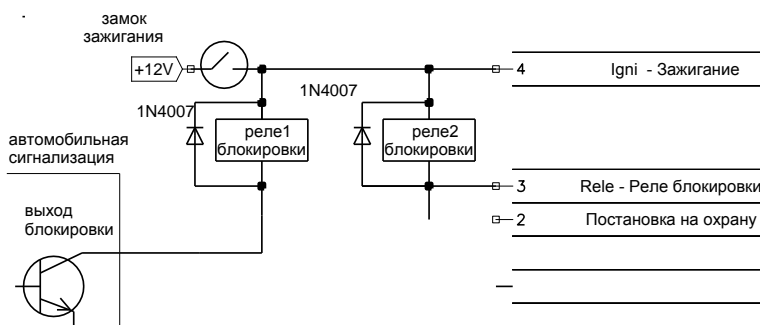 замок
зажигания
+12V
4 Igni - Зажигание
1N4007
1N4007
реле1
блокировки
реле2
блокировки
автомобильная
сигнализация
3 Rele - Реле блокировки
выход
блокировки
2 Постановка на охрану